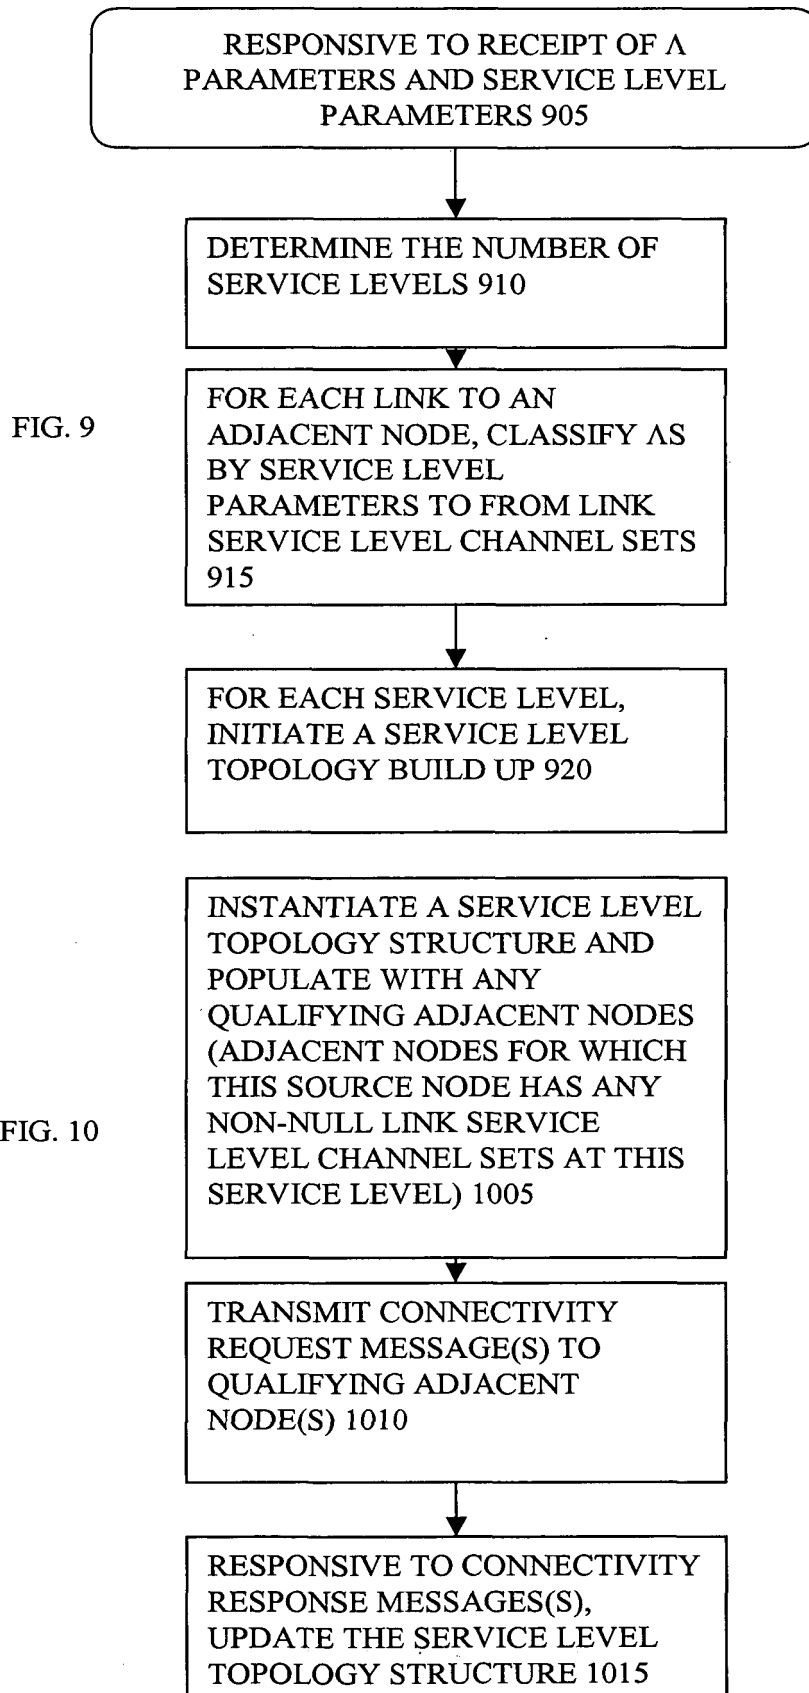 RESPONSIVE TO RECEIPT OF Λ
PARAMETERS AND SERVICE LEVEL
PARAMETERS 905
DETERMINE THE NUMBER OF
SERVICE LEVELS 910
FIG. 9
FOR EACH LINK TO AN
ADJACENT NODE, CLASSIFY ΛS
BY SERVICE LEVEL
PARAMETERS TO FROM LINK
SERVICE LEVEL CHANNEL SETS
915
FOR EACH SERVICE LEVEL,
INITIATE A SERVICE LEVEL
TOPOLOGY BUILD UP 920
INSTANTIATE A SERVICE LEVEL
TOPOLOGY STRUCTURE AND
POPULATE WITH ANY
QUALIFYING ADJACENT NODES
(ADJACENT NODES FOR WHICH
THIS SOURCE NODE HAS ANY
NON-NULL LINK SERVICE
LEVEL CHANNEL SETS AT THIS
SERVICE LEVEL) 1005
FIG. 10
TRANSMIT CONNECTIVITY
REQUEST MESSAGE(S) TO
QUALIFYING ADJACENT
NODE(S) 1010
RESPONSIVE TO CONNECTIVITY
RESPONSE MESSAGES(S),
UPDATE THE SERVICE LEVEL
TOPOLOGY STRUCTURE 1015